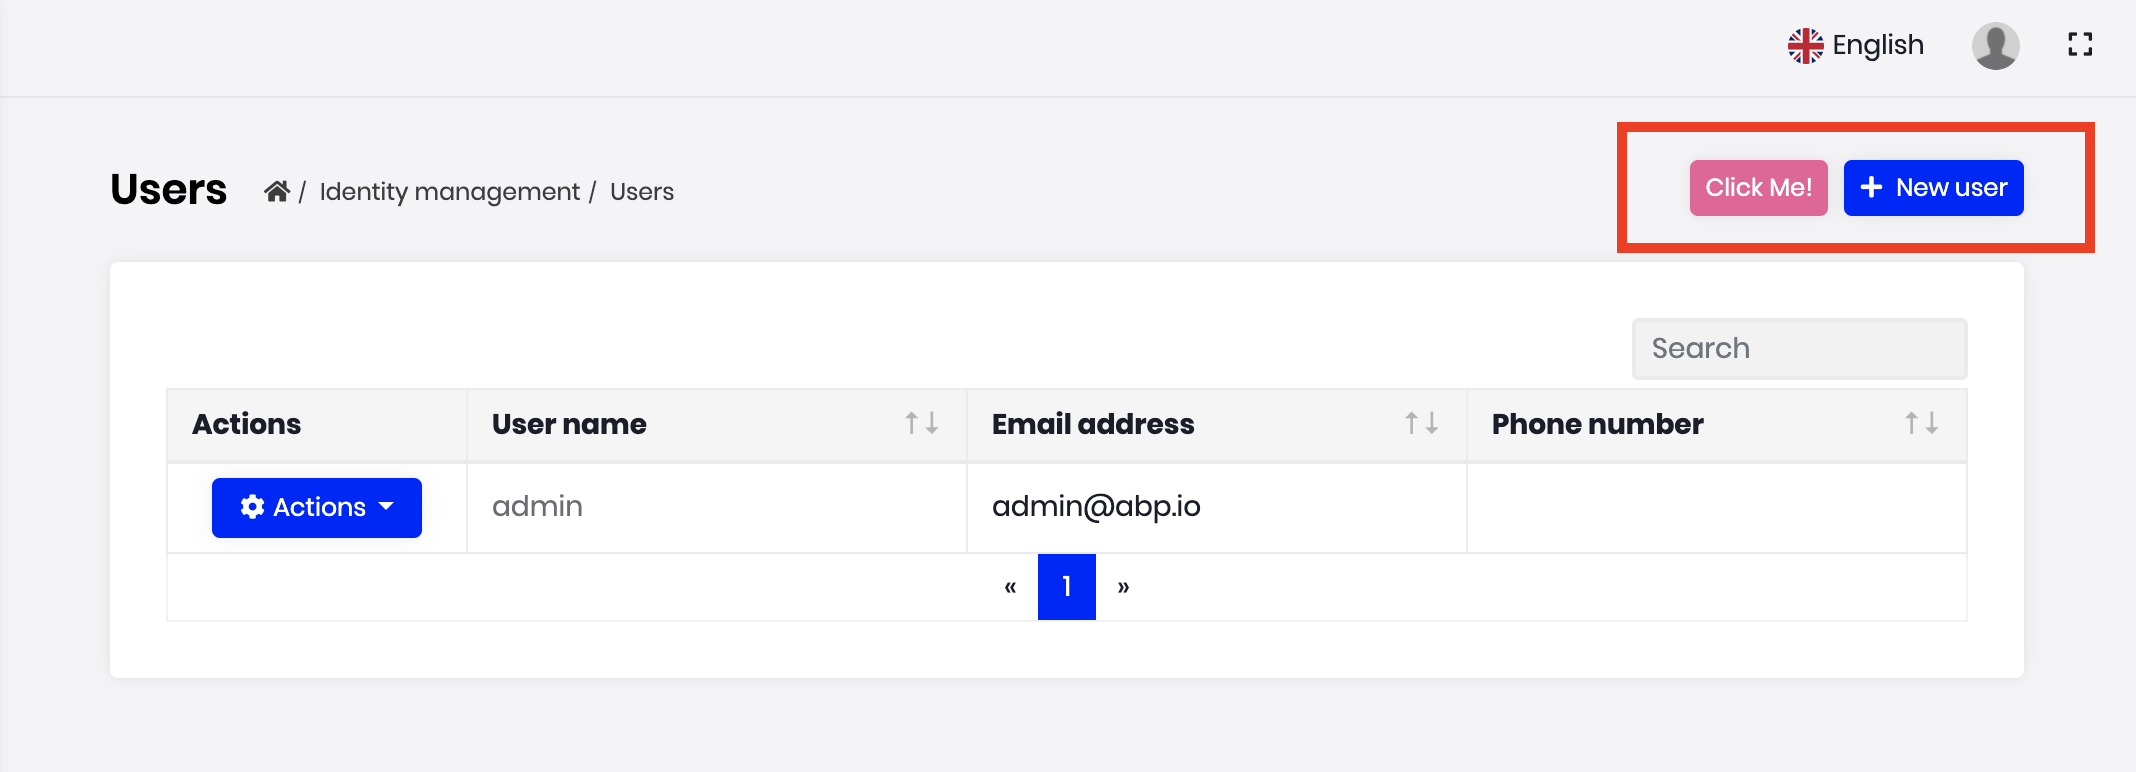 English
Users / Identity management / Users
Click Me! + New user
Search
Actions User name Email address Phone number
Actions admin admin@abp.io
« 1 »